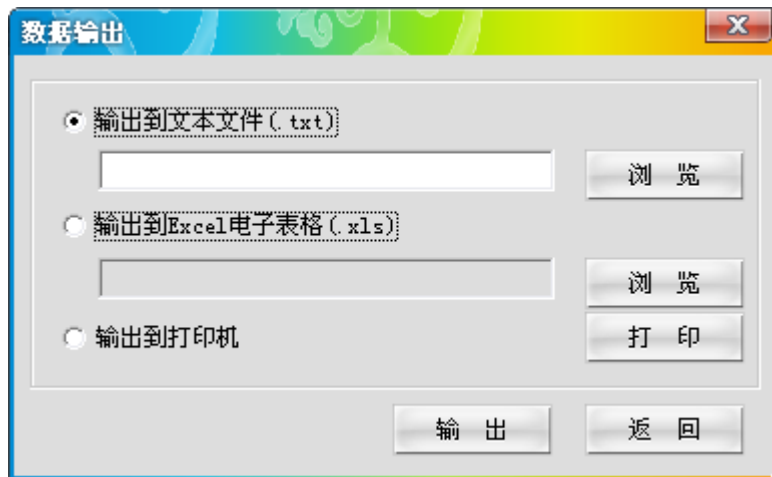 数据输出
输出到文本文件(.txt)
浏 览
输出到Excel电子表格(.xls)
浏 览
输出到打印机
打 印
输 出
返 回